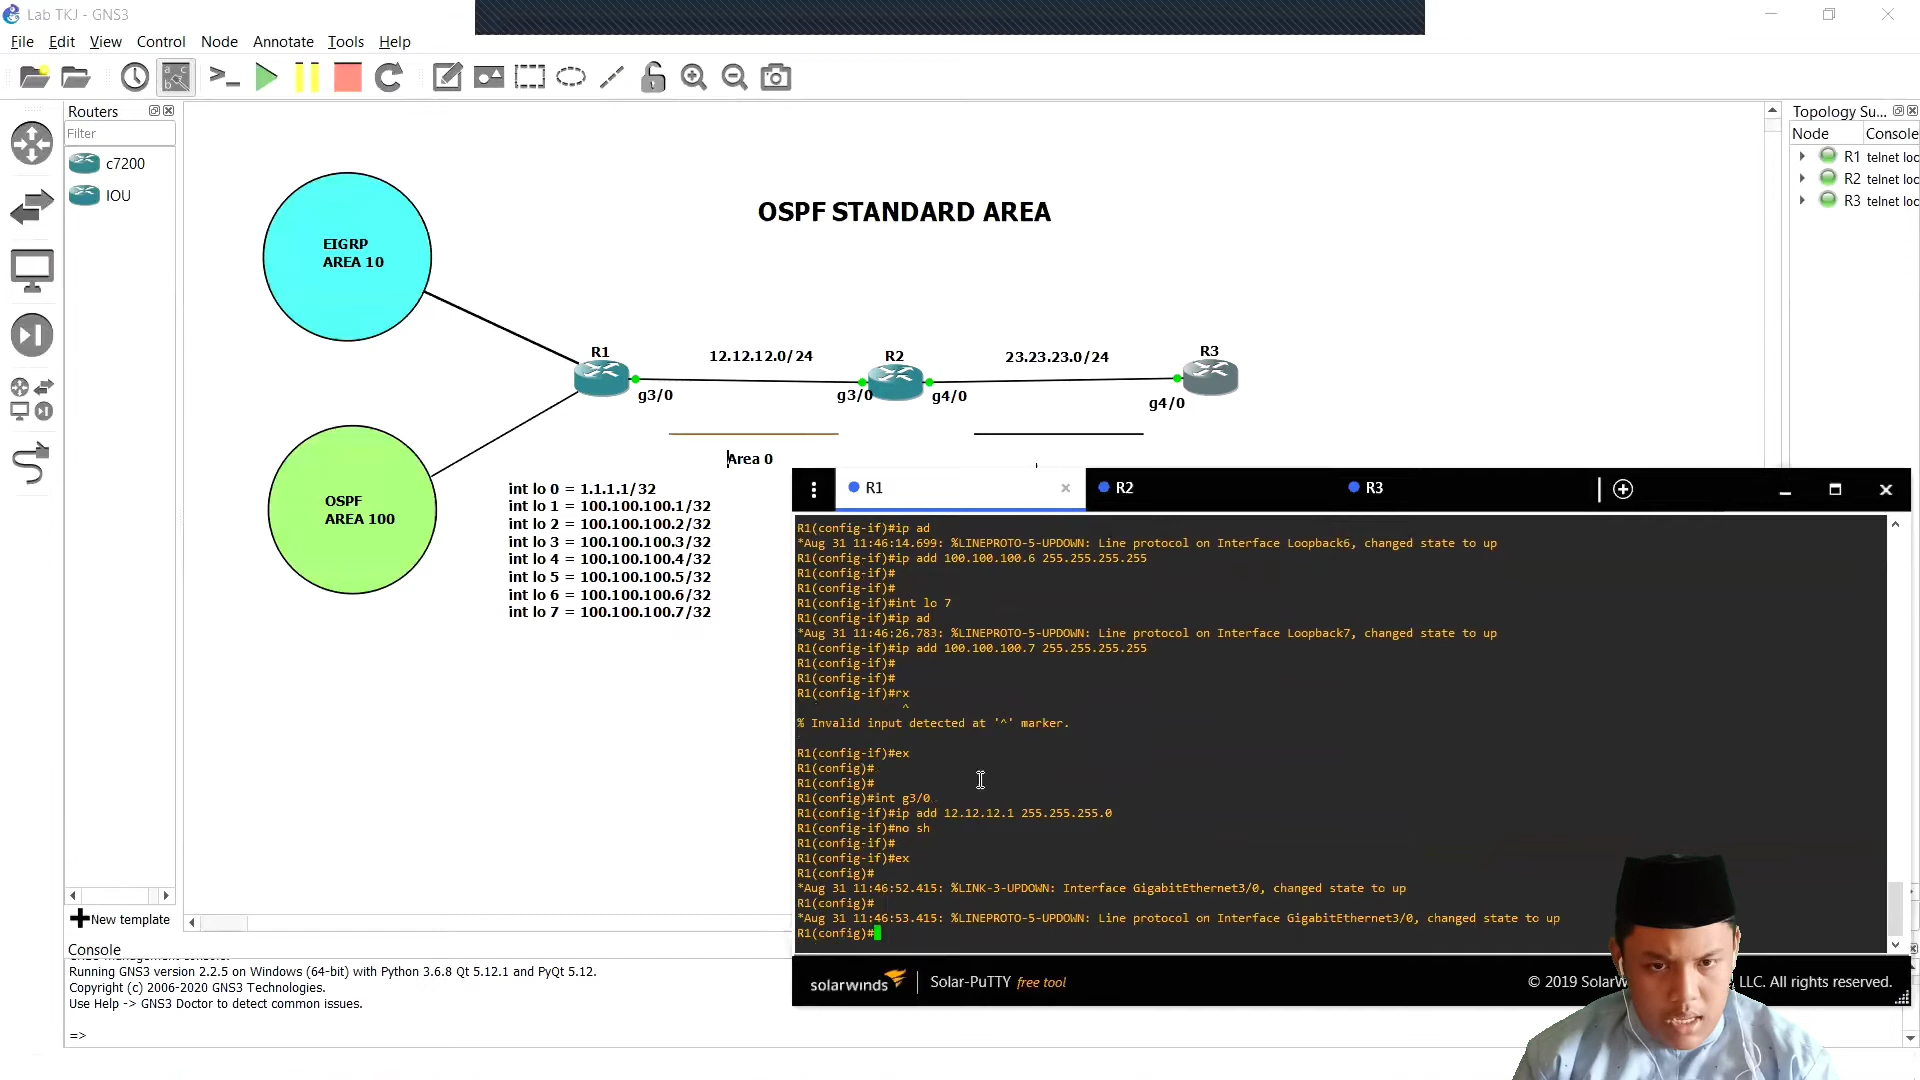 Lab TKJ - GNS3
File Edit View Control Node Annotate Tools Help
Routers
Filter
c7200
IOU
New template
OSPF STANDARD AREA
EIGRP
AREA 10
R1
12.12.12.0/24
R2
23.23.23.0/24
R3
g3/0
g3/0
g4/0
g4/0
Area 0
OSPF
AREA 100
int lo 0 = 1.1.1.1/32
int lo 1 = 100.100.100.1/32
int lo 2 = 100.100.100.2/32
int lo 3 = 100.100.100.3/32
int lo 4 = 100.100.100.4/32
int lo 5 = 100.100.100.5/32
int lo 6 = 100.100.100.6/32
int lo 7 = 100.100.100.7/32
Topology Su...
Node Console
R1 telnet loc
R2 telnet loc
R3 telnet loc
R1
R2
R3
R1(config-if)#ip ad
*Aug 31 11:46:14.699: %LINEPROTO-5-UPDOWN: Line protocol on Interface Loopback6, changed state to up
R1(config-if)#ip add 100.100.100.6 255.255.255.255
R1(config-if)#
R1(config-if)#
R1(config-if)#int lo 7
R1(config-if)#ip ad
*Aug 31 11:46:26.783: %LINEPROTO-5-UPDOWN: Line protocol on Interface Loopback7, changed state to up
R1(config-if)#ip add 100.100.100.7 255.255.255.255
R1(config-if)#
R1(config-if)#
R1(config-if)#rx
^
% Invalid input detected at '^' marker.
R1(config-if)#ex
R1(config)#
R1(config)#
R1(config)#int g3/0
R1(config-if)#ip add 12.12.12.1 255.255.255.0
R1(config-if)#no sh
R1(config-if)#
R1(config-if)#ex
R1(config)#
*Aug 31 11:46:52.415: %LINK-3-UPDOWN: Interface GigabitEthernet3/0, changed state to up
R1(config)#
*Aug 31 11:46:53.415: %LINEPROTO-5-UPDOWN: Line protocol on Interface GigabitEthernet3/0, changed state to up
R1(config)#
solarwinds Solar-PuTTY free tool
© 2019 SolarW LLC. All rights reserved.
Console
Running GNS3 version 2.2.5 on Windows (64-bit) with Python 3.6.8 Qt 5.12.1 and PyQt 5.12.
Copyright (c) 2006-2020 GNS3 Technologies.
Use Help -> GNS3 Doctor to detect common issues.
=>